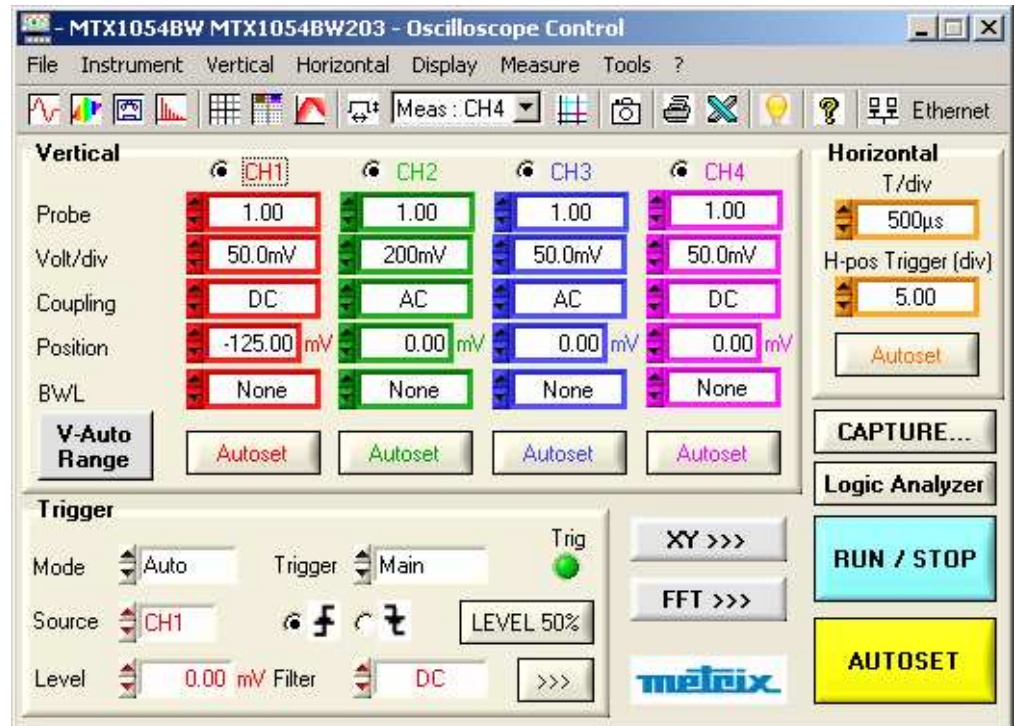 - MTX1054BW MTX1054BW203 - Oscilloscope Control
File Instrument Vertical Horizontal Display Measure Tools ?
Meas : CH4 Ethernet
Vertical
CH1 CH2 CH3 CH4
Probe 1.00 1.00 1.00 1.00
Volt/div 50.0mV 200mV 50.0mV 50.0mV
Coupling DC AC AC DC
Position -125.00 mV 0.00 mV 0.00 mV 0.00 mV
BWL None None None None
V-Auto
Range
Autoset Autoset Autoset Autoset
Horizontal
T/div
500µs
H-pos Trigger (div)
5.00
Autoset
CAPTURE...
Logic Analyzer
RUN / STOP
AUTOSET
Trigger
Trig
Mode Auto Trigger Main
Source CH1 LEVEL 50%
Level 0.00 mV Filter DC >>>
XY >>>
FFT >>>
metrix